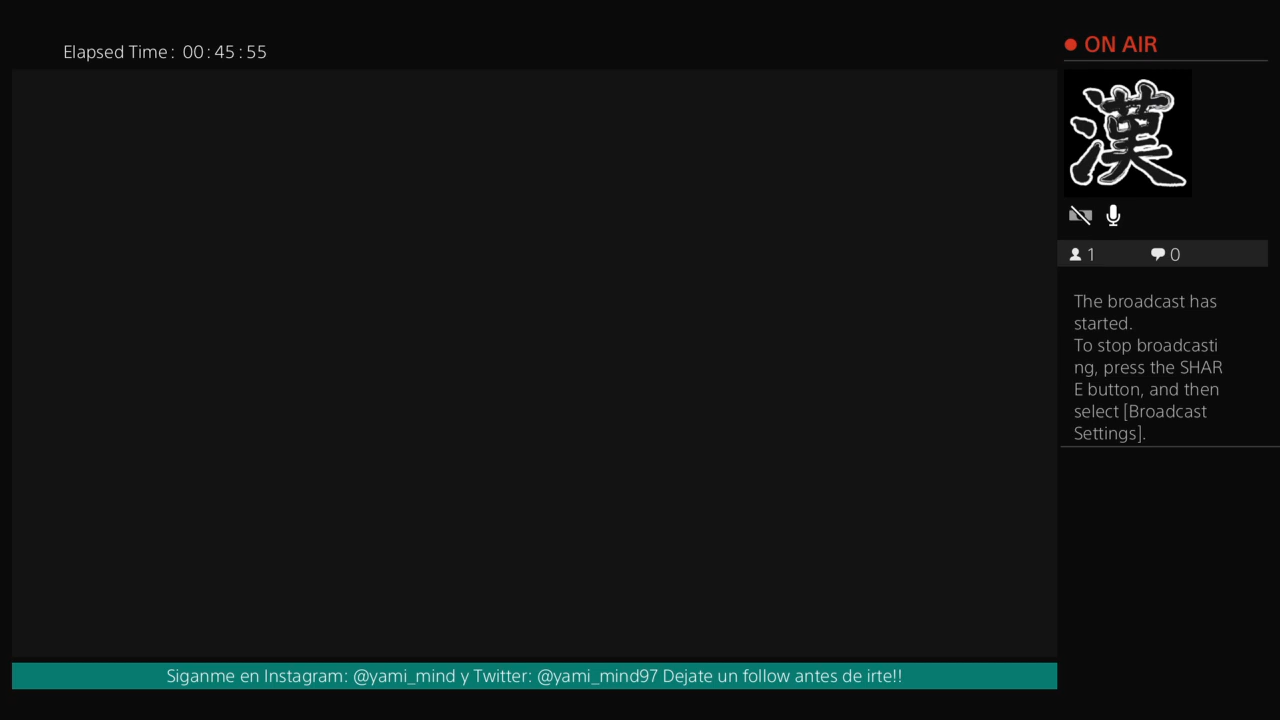 Elapsed Time: 00:45:55
ON AIR
漢
1 0
The broadcast has
started.
To stop broadcasti
ng, press the SHAR
E button, and then
select [Broadcast
Settings].
Siganme en Instagram: @yami_mind y Twitter: @yami_mind97 Dejate un follow antes de irte!!